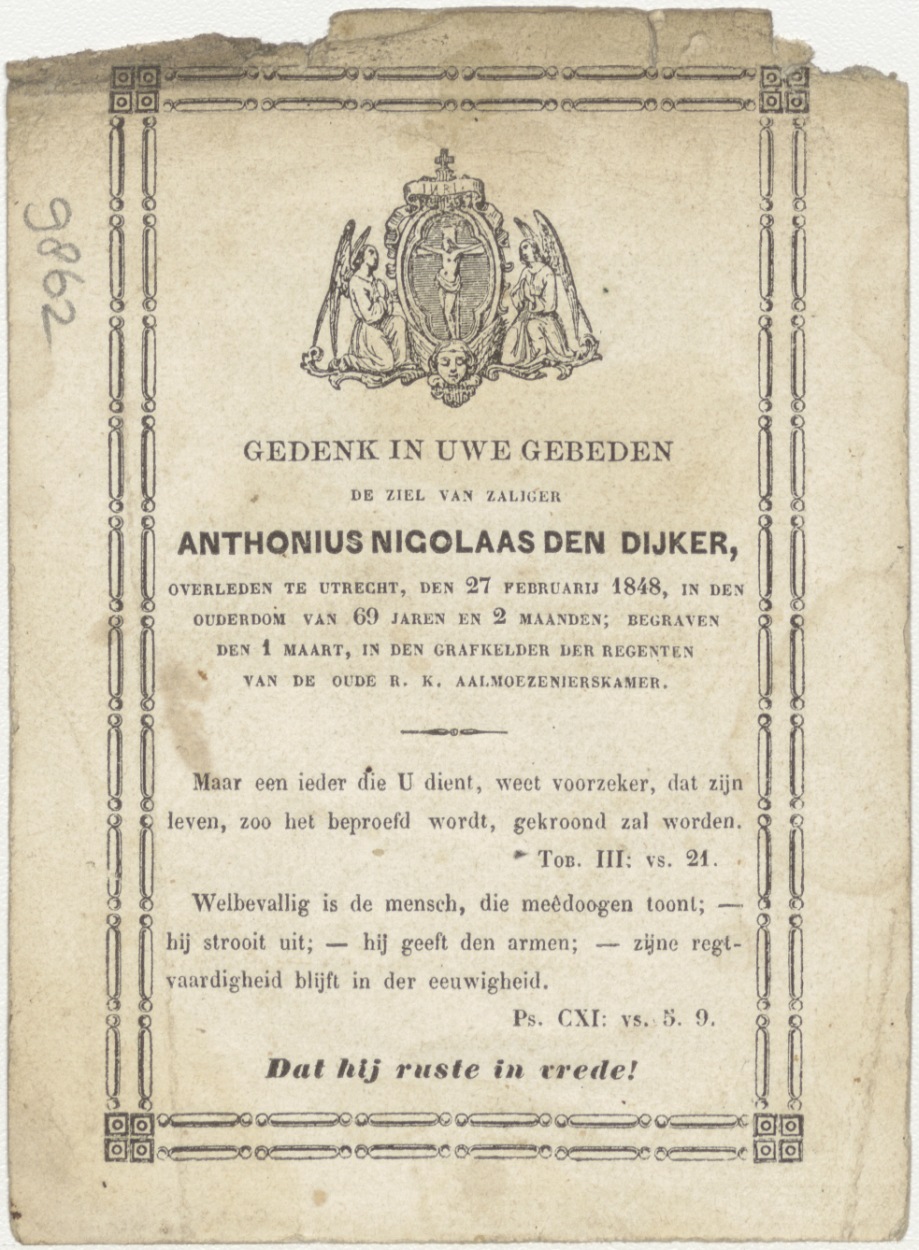 9862
INRI.
GEDENK IN UWE GEBEDEN
DE ZIEL VAN ZALIGER
ANTHONIUS NICOLAAS DEN DIJKER,
OVERLEDEN TE UTRECHT, DEN 27 FEBRUARIJ 1848, IN DEN
OUDERDOM VAN 69 JAREN EN 2 MAANDEN; BEGRAVEN
DEN 1 MAART, IN DEN GRAFKELDER DER REGENTEN
VAN DE OUDE R. K. AALMOEZENIERSKAMER.
Maar een ieder die U dient, weet voorzeker, dat zijn
leven, zoo het beproefd wordt, gekroond zal worden.
TOB. III: vs. 21.
Welbevallig is de mensch, die meêdoogen toont; —
hij strooit uit; — hij geeft den armen; — zijne regt-
vaardigheid blijft in der eeuwigheid.
Ps. CXI: vs. 5. 9.
Dat hij ruste in vrede!